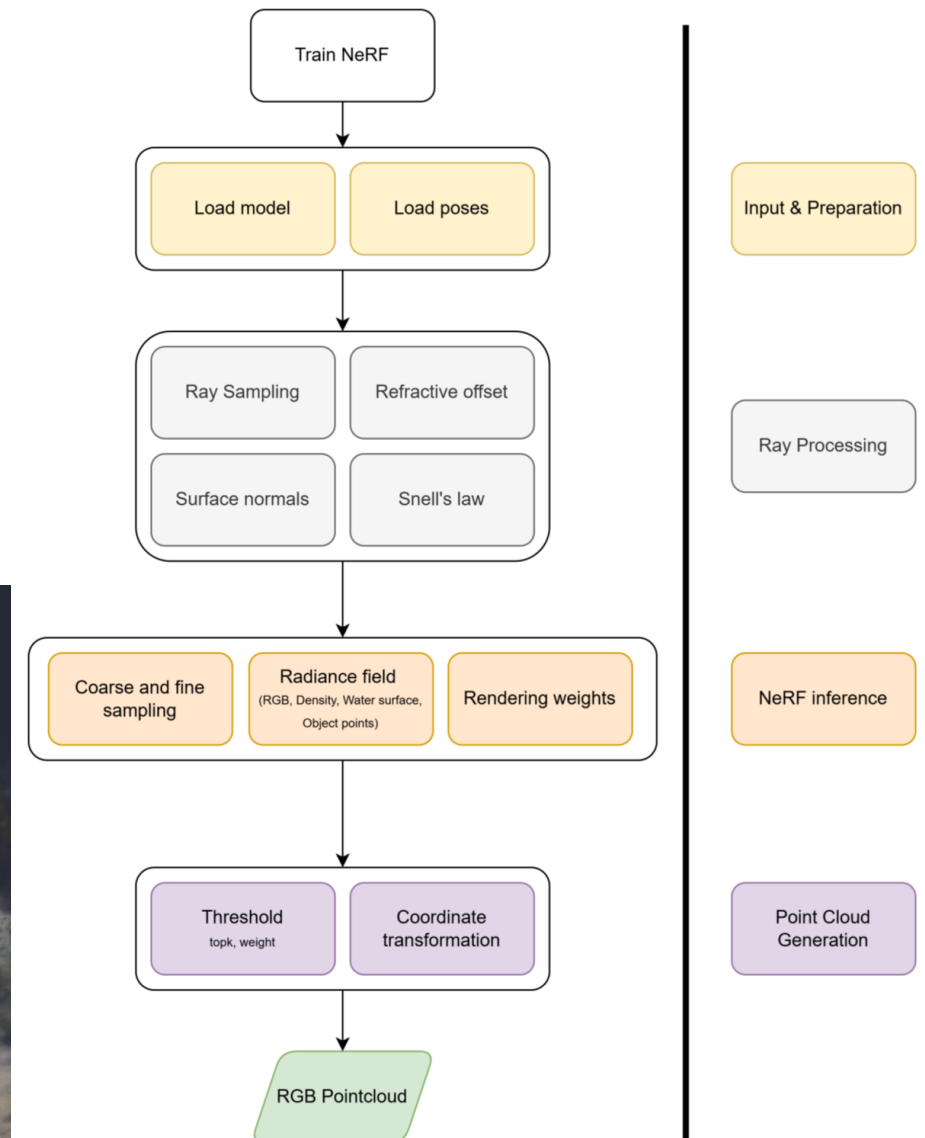 Train NeRF
Load model
Load poses
Input & Preparation
Ray Sampling
Refractive offset
Surface normals
Snell's law
Ray Processing
Coarse and fine
sampling
Radiance field
(RGB, Density, Water surface,
Object points)
Rendering weights
NeRF inference
Threshold
topk, weight
Coordinate
transformation
Point Cloud
Generation
RGB Pointcloud